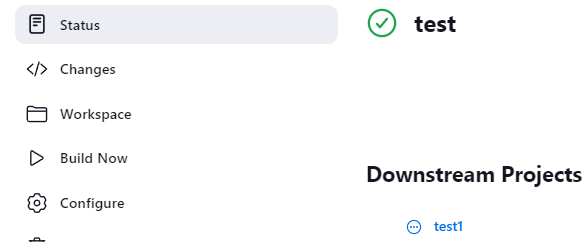 Status
Changes
Workspace
Build Now
Configure
test
Downstream Projects
test1